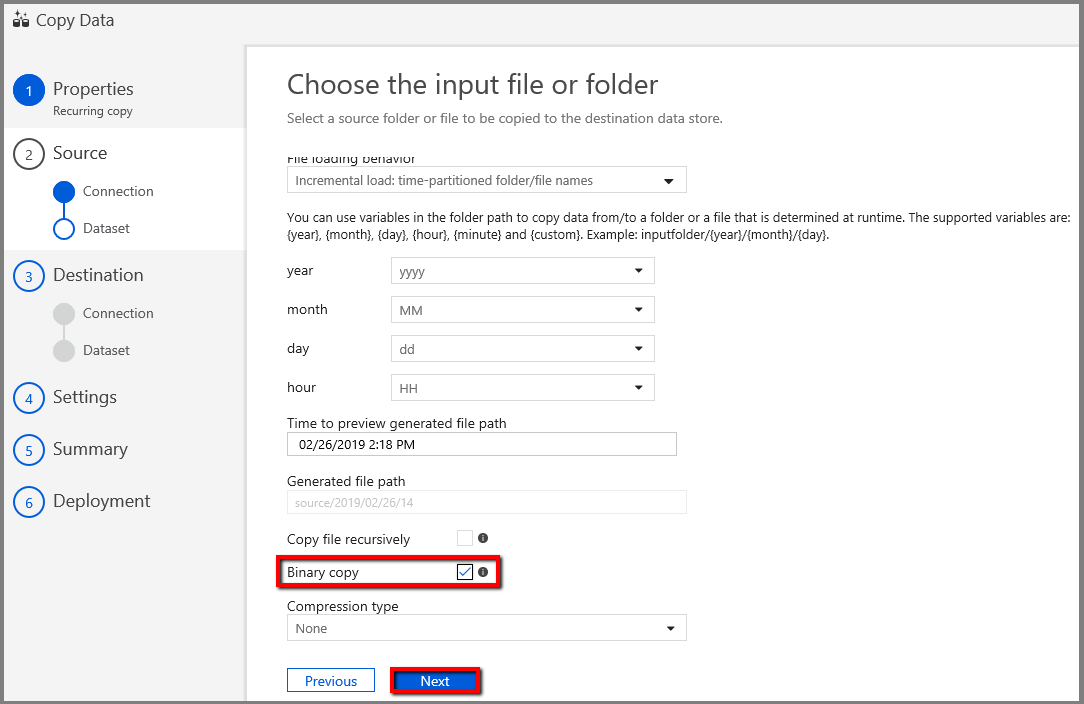 Copy Data
1 Properties
Recurring copy
2 Source
Connection
Dataset
3 Destination
Connection
Dataset
4 Settings
5 Summary
6 Deployment
Choose the input file or folder
Select a source folder or file to be copied to the destination data store.
File loading behavior
Incremental load: time-partitioned folder/file names
You can use variables in the folder path to copy data from/to a folder or a file that is determined at runtime. The supported variables are:
{year}, {month}, {day}, {hour}, {minute} and {custom}. Example: inputfolder/{year}/{month}/{day}.
year yyyy
month MM
day dd
hour HH
Time to preview generated file path
02/26/2019 2:18 PM
Generated file path
source/2019/02/26/14
Copy file recursively
Binary copy
Compression type
None
Previous Next